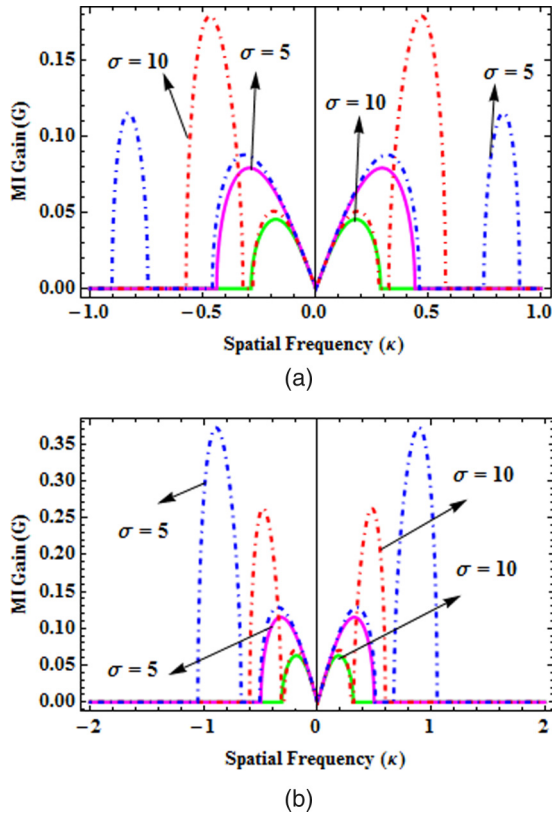 0.15
0.10
0.05
0.00
MI Gain(G)
σ = 10
σ = 5
σ = 10
σ = 5
−1.0
−0.5
0.0
0.5
1.0
Spatial Frequency (κ)
(a)
0.35
0.30
0.25
0.20
0.15
0.10
0.05
0.00
MI Gain(G)
σ = 5
σ = 10
σ = 10
σ = 5
−2
−1
0
1
2
Spatial Frequency (κ)
(b)